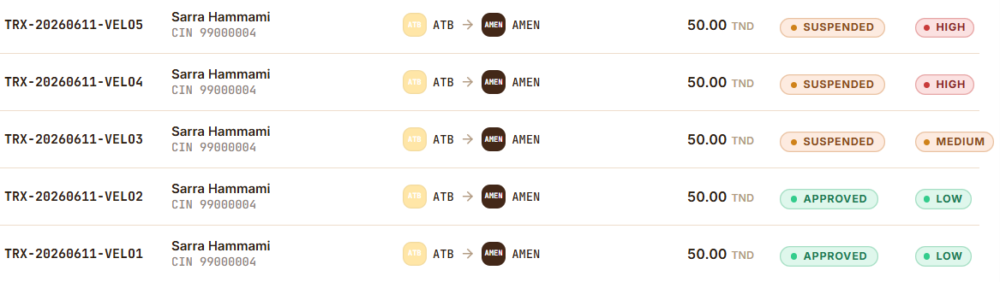 TRX-20260611-VEL05 Sarra Hammami ATB ATB → AMEN AMEN 50.00 TND SUSPENDED HIGH
CIN 99000004
TRX-20260611-VEL04 Sarra Hammami ATB ATB → AMEN AMEN 50.00 TND SUSPENDED HIGH
CIN 99000004
TRX-20260611-VEL03 Sarra Hammami ATB ATB → AMEN AMEN 50.00 TND SUSPENDED MEDIUM
CIN 99000004
TRX-20260611-VEL02 Sarra Hammami ATB ATB → AMEN AMEN 50.00 TND APPROVED LOW
CIN 99000004
TRX-20260611-VEL01 Sarra Hammami ATB ATB → AMEN AMEN 50.00 TND APPROVED LOW
CIN 99000004